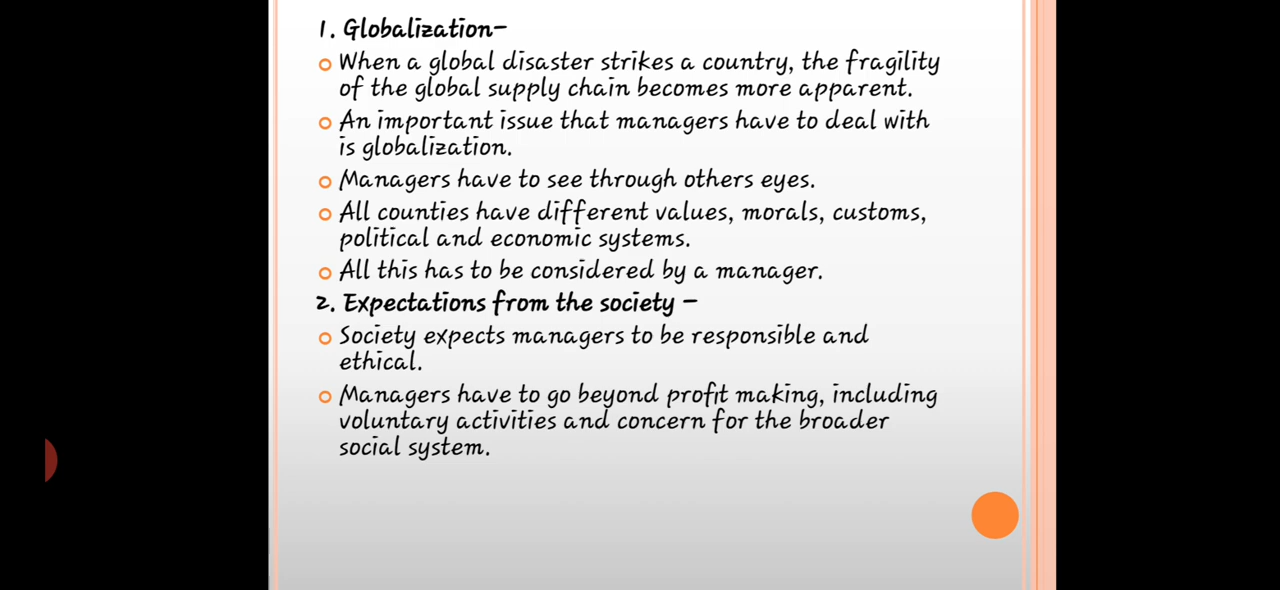 1. Globalization–
When a global disaster strikes a country, the fragility
of the global supply chain becomes more apparent.
An important issue that managers have to deal with
is globalization.
Managers have to see through others eyes.
All counties have different values, morals, customs,
political and economic systems.
All this has to be considered by a manager.
2. Expectations from the society –
Society expects managers to be responsible and
ethical.
Managers have to go beyond profit making, including
voluntary activities and concern for the broader
social system.